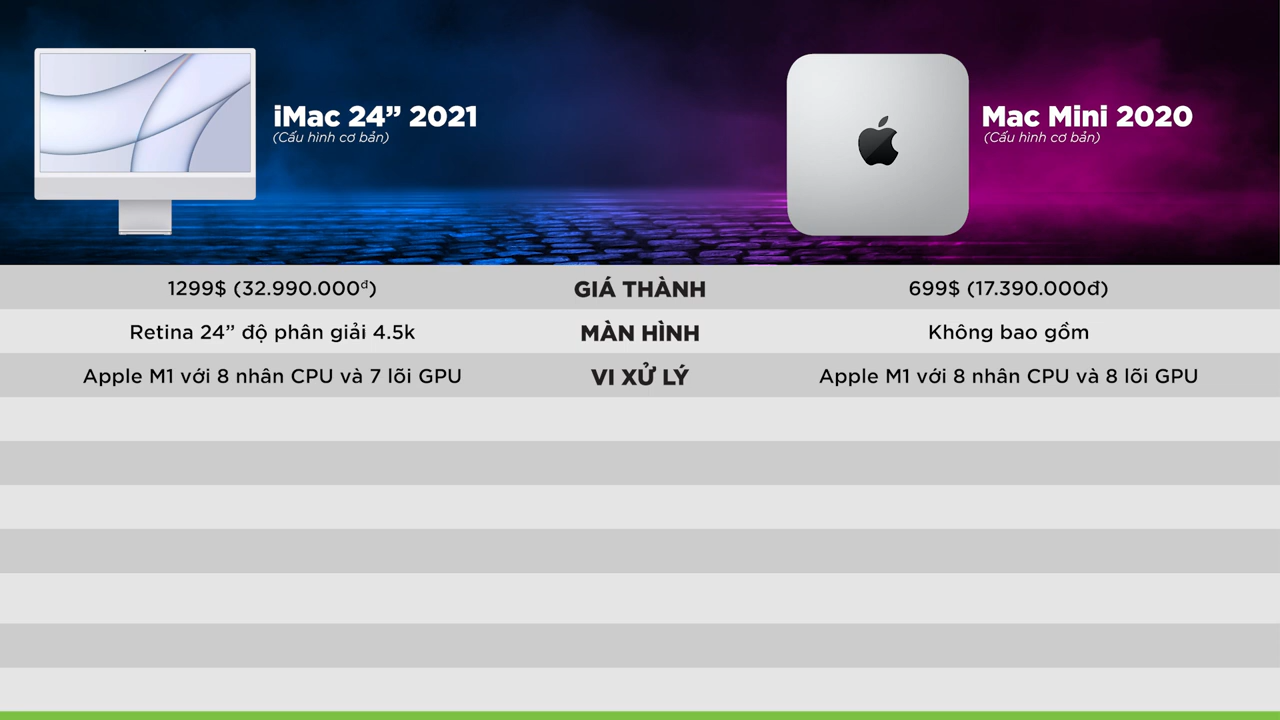 iMac 24” 2021
(Cấu hình cơ bản)
Mac Mini 2020
(Cấu hình cơ bản)
1299$ (32.990.000đ) GIÁ THÀNH 699$ (17.390.000đ)
Retina 24” độ phân giải 4.5k MÀN HÌNH Không bao gồm
Apple M1 với 8 nhân CPU và 7 lõi GPU VI XỬ LÝ Apple M1 với 8 nhân CPU và 8 lõi GPU